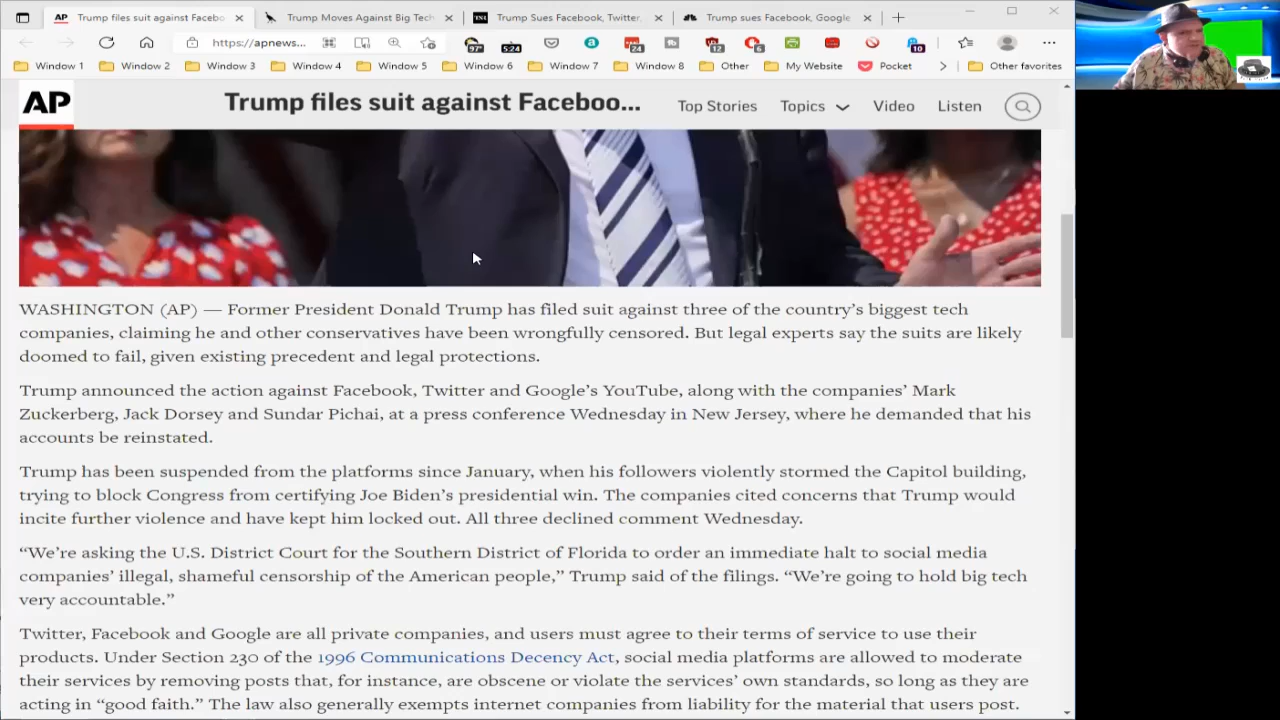 Trump files suit against Facebo
Trump Moves Against Big Tech
Trump Sues Facebook, Twitter,
Trump sues Facebook, Google
https://apnews...
97°
5:24
24
12
6
10
Window 1
Window 2
Window 3
Window 4
Window 5
Window 6
Window 7
Window 8
Other
My Website
Pocket
Other favorites
AP
Trump files suit against Faceboo...
Top Stories
Topics
Video
Listen
WASHINGTON (AP) — Former President Donald Trump has filed suit against three of the country’s biggest tech
companies, claiming he and other conservatives have been wrongfully censored. But legal experts say the suits are likely
doomed to fail, given existing precedent and legal protections.
Trump announced the action against Facebook, Twitter and Google’s YouTube, along with the companies’ Mark
Zuckerberg, Jack Dorsey and Sundar Pichai, at a press conference Wednesday in New Jersey, where he demanded that his
accounts be reinstated.
Trump has been suspended from the platforms since January, when his followers violently stormed the Capitol building,
trying to block Congress from certifying Joe Biden’s presidential win. The companies cited concerns that Trump would
incite further violence and have kept him locked out. All three declined comment Wednesday.
“We’re asking the U.S. District Court for the Southern District of Florida to order an immediate halt to social media
companies’ illegal, shameful censorship of the American people,” Trump said of the filings. “We’re going to hold big tech
very accountable.”
Twitter, Facebook and Google are all private companies, and users must agree to their terms of service to use their
products. Under Section 230 of the 1996 Communications Decency Act, social media platforms are allowed to moderate
their services by removing posts that, for instance, are obscene or violate the services’ own standards, so long as they are
acting in “good faith.” The law also generally exempts internet companies from liability for the material that users post.